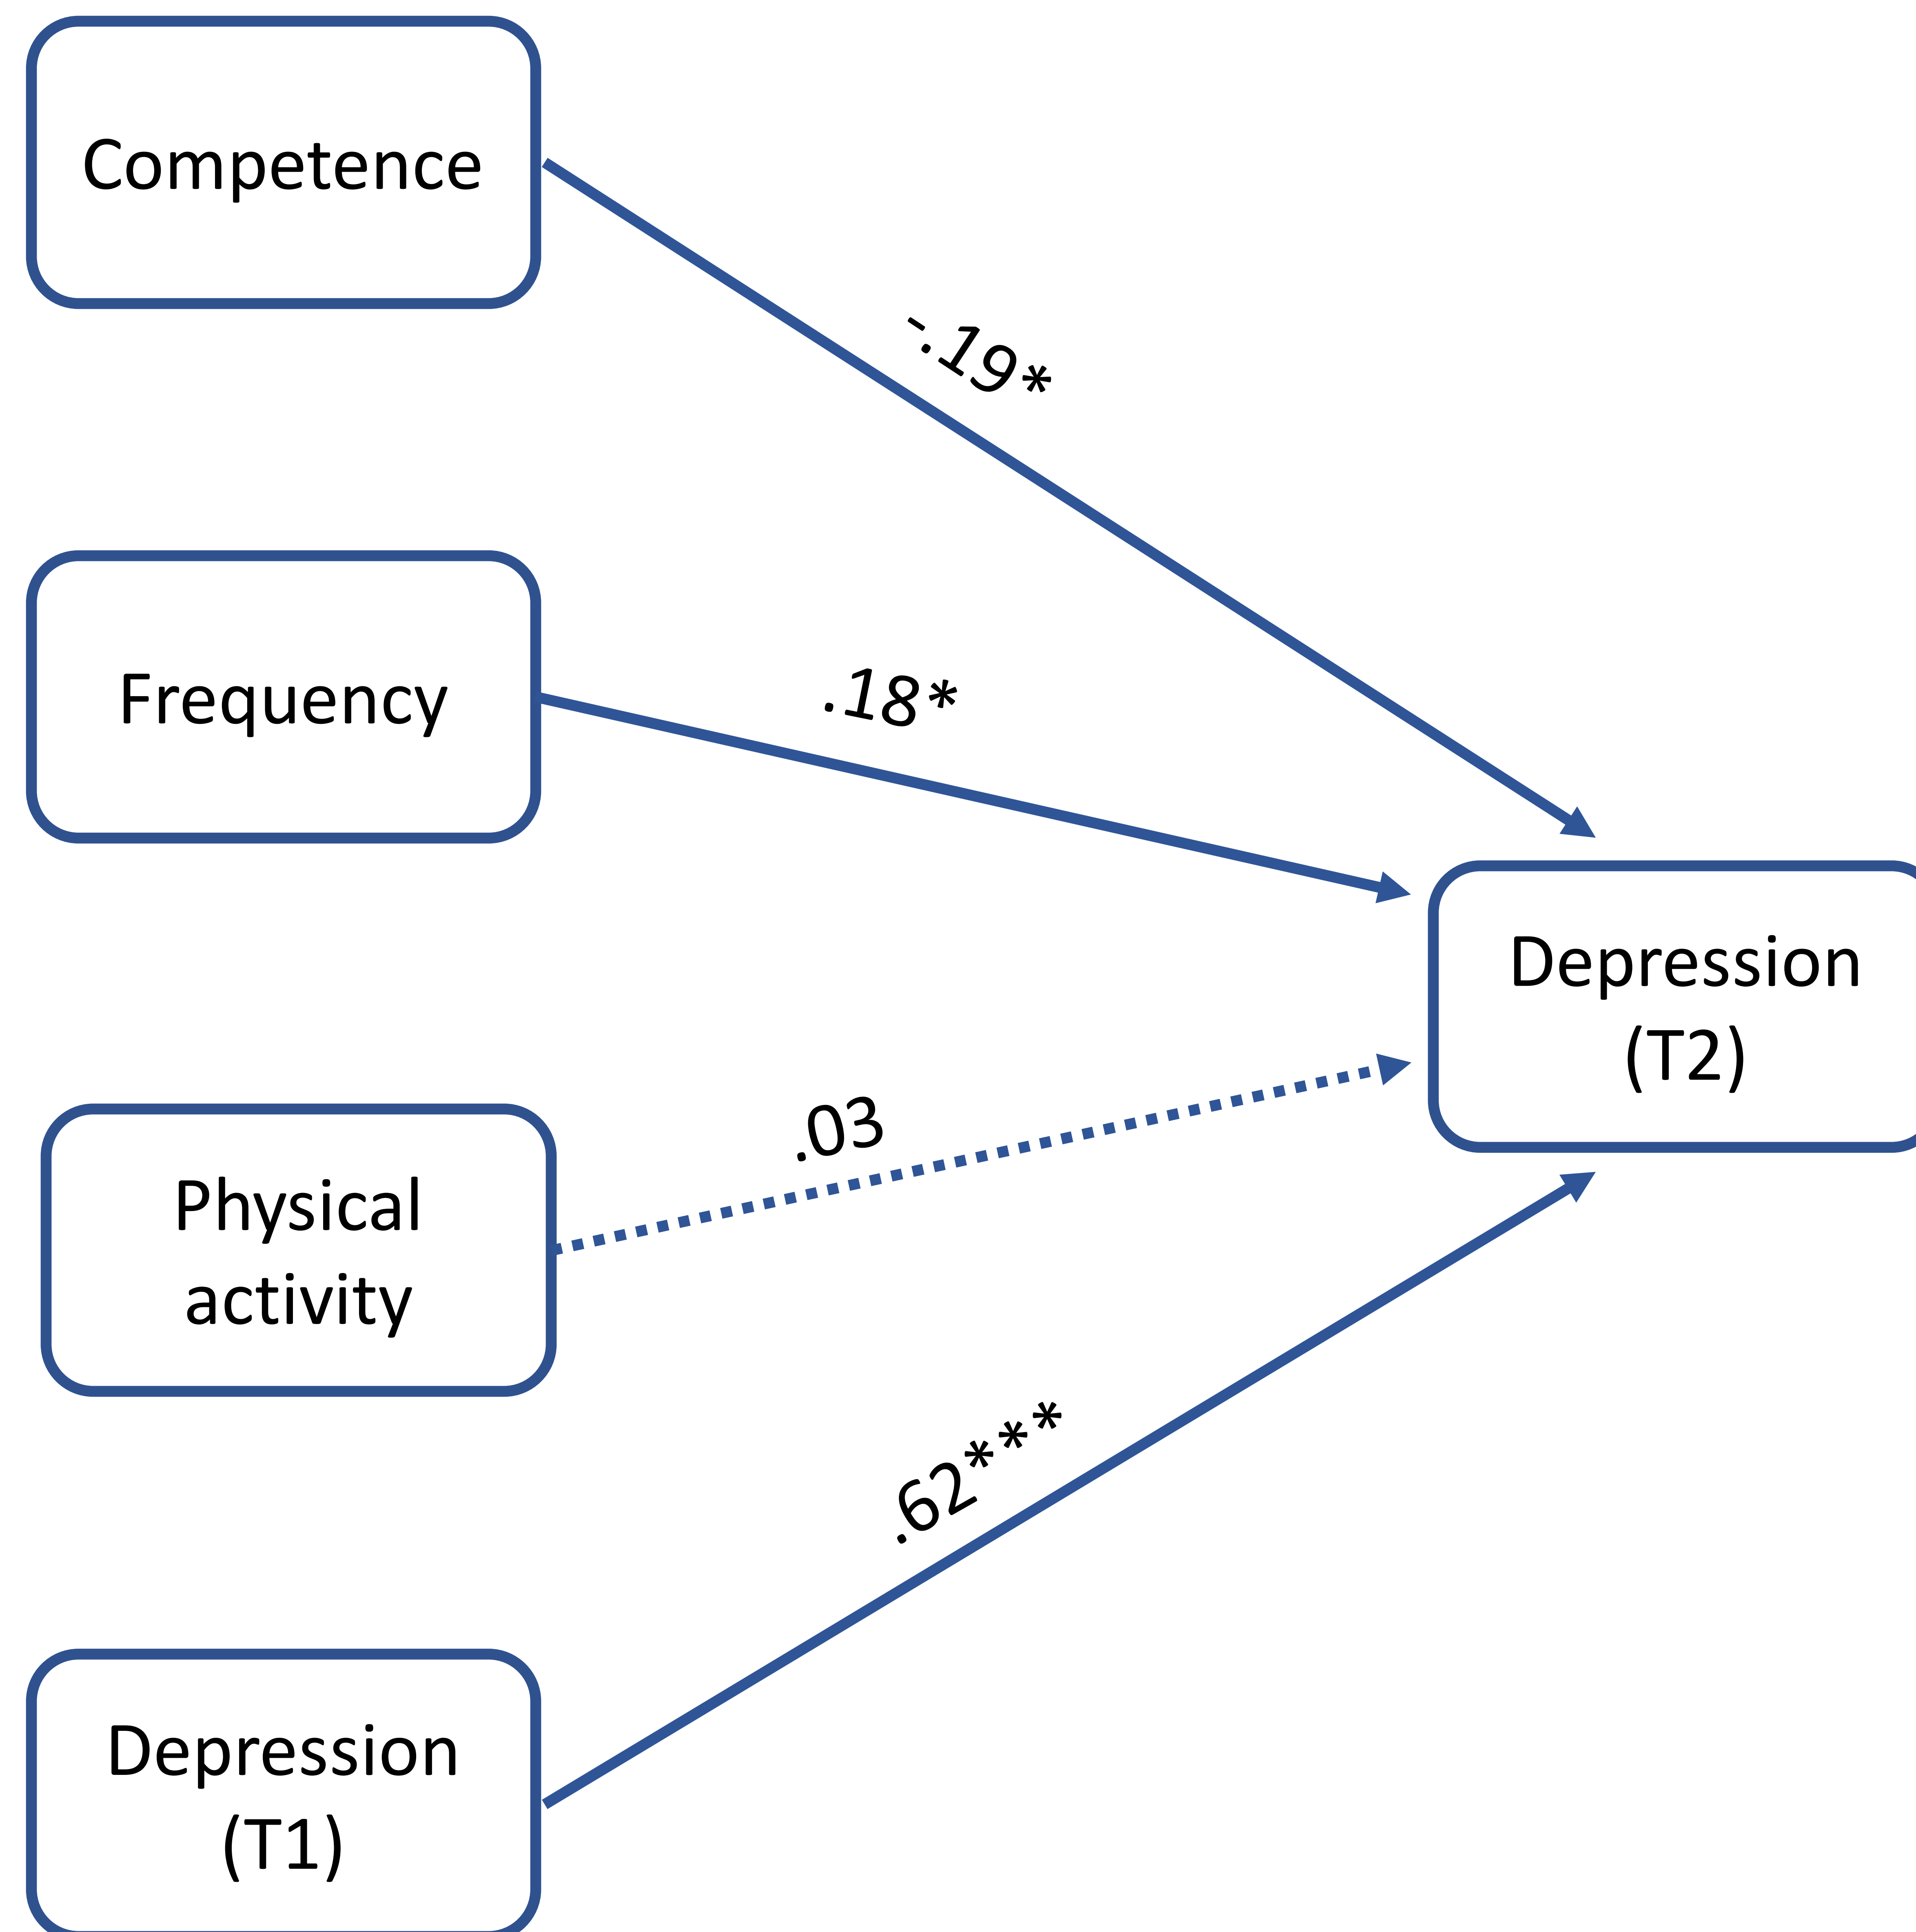 Competence
-.19*
Frequency
.18*
Depression
(T2)
.03
Physical
activity
.62***
Depression
(T1)